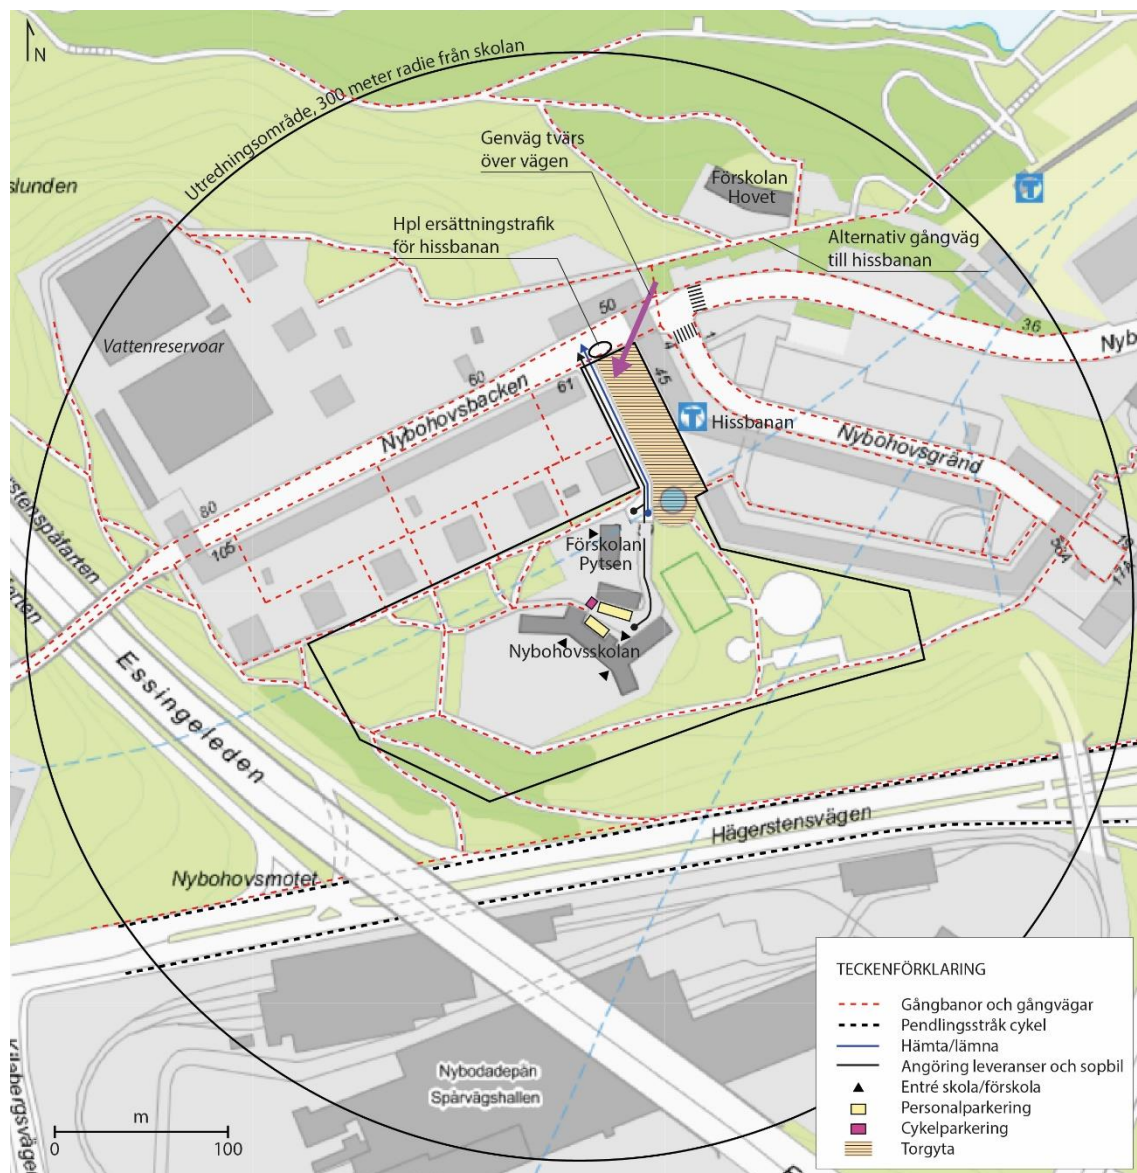 N
Utredningsområde, 300 meter radie från skolan
Genväg tvärs
över vägen
Förskolan
Hovet
T
slunden
Hpl ersättningstrafik
för hissbanan
Alternativ gångväg
till hissbanan
50
36
Vattenreservoar
60
61
4
1
45
Nybohovsbacken
T
Hissbanan
Nybohovsgränd
80
105
Förskolan
Pytsen
Nybohovsskolan
Essingeleden
Hägerstensvägen
Nybohovsmotet
Nybodadepån
Spårvägshallen
m
0
100
TECKENFÖRKLARING
Gångbanor och gångvägar
Pendlingsstråk cykel
Hämta/lämna
Angöring leveranser och sopbil
Entré skola/förskola
Personalparkering
Cykelparkering
Torgyta